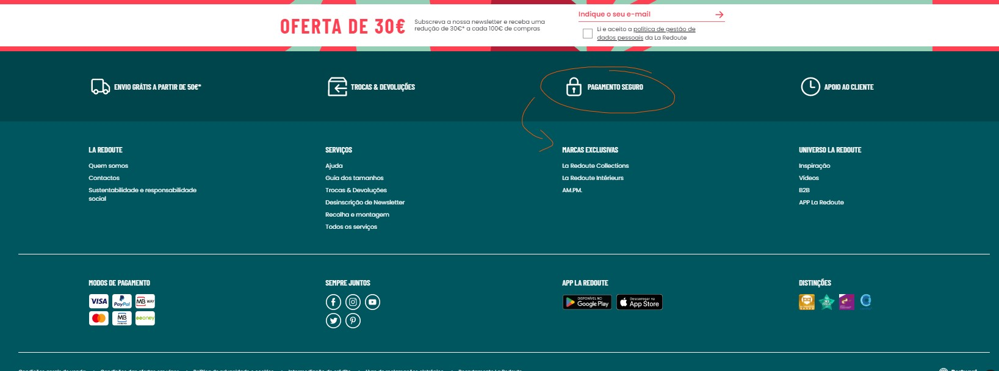 OFERTA DE 30€
Subscreva a nossa newsletter e receba uma
redução de 30€* a cada 100€ de compras
Indique o seu e-mail
Li e aceito a política de gestão de
dados pessoais da La Redoute
ENVIO GRÁTIS A PARTIR DE 50€*
TROCAS & DEVOLUÇÕES
PAGAMENTO SEGURO
APOIO AO CLIENTE
LA REDOUTE
Quem somos
Contactos
Sustentabilidade e responsabilidade
social
SERVIÇOS
Ajuda
Guia dos tamanhos
Trocas & Devoluções
Desinscrição de Newsletter
Recolha e montagem
Todos os serviços
MARCAS EXCLUSIVAS
La Redoute Collections
La Redoute Intérieurs
AM.PM.
UNIVERSO LA REDOUTE
Inspiração
Vídeos
B2B
APP La Redoute
MODOS DE PAGAMENTO
VISA
PayPal
MB WAY
MB
oney
SEMPRE JUNTOS
APP LA REDOUTE
DISPONÍVEL NO
Google Play
Descarregar na
App Store
DISTINÇÕES